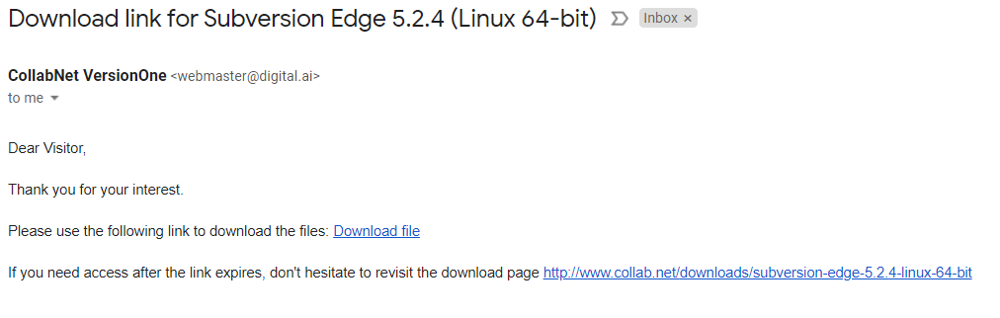 Download link for Subversion Edge 5.2.4 (Linux 64-bit) Inbox ×
CollabNet VersionOne <webmaster@digital.ai>
to me
Dear Visitor,
Thank you for your interest.
Please use the following link to download the files: Download file
If you need access after the link expires, don't hesitate to revisit the download page http://www.collab.net/downloads/subversion-edge-5.2.4-linux-64-bit